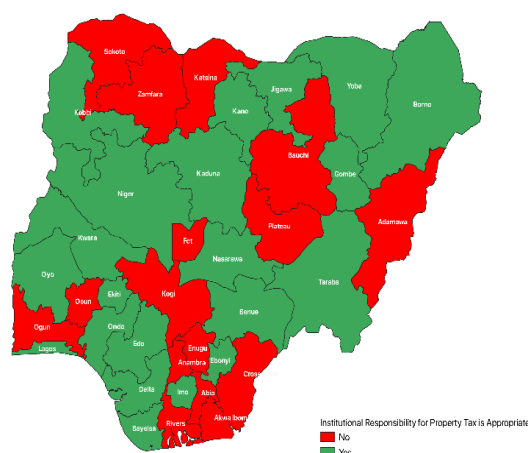 Sokoto
Katsina
Zamfara
Jigawa
Yobe
Borno
Kebbi
Kano
Bauchi
Gombe
Kaduna
Niger
Adamawa
Plateau
Kwara
Fct
Nasarawa
Oyo
Taraba
Osun
Ekiti
Kogi
Benue
Ogun
Ondo
Lagos
Edo
Enugu
Anambra
Ebonyi
Cross
Delta
Imo
Abia
Bayelsa
Rivers
Akwa Ibom
Institutional Responsibility for Property Tax is Appropriate
No
Yes